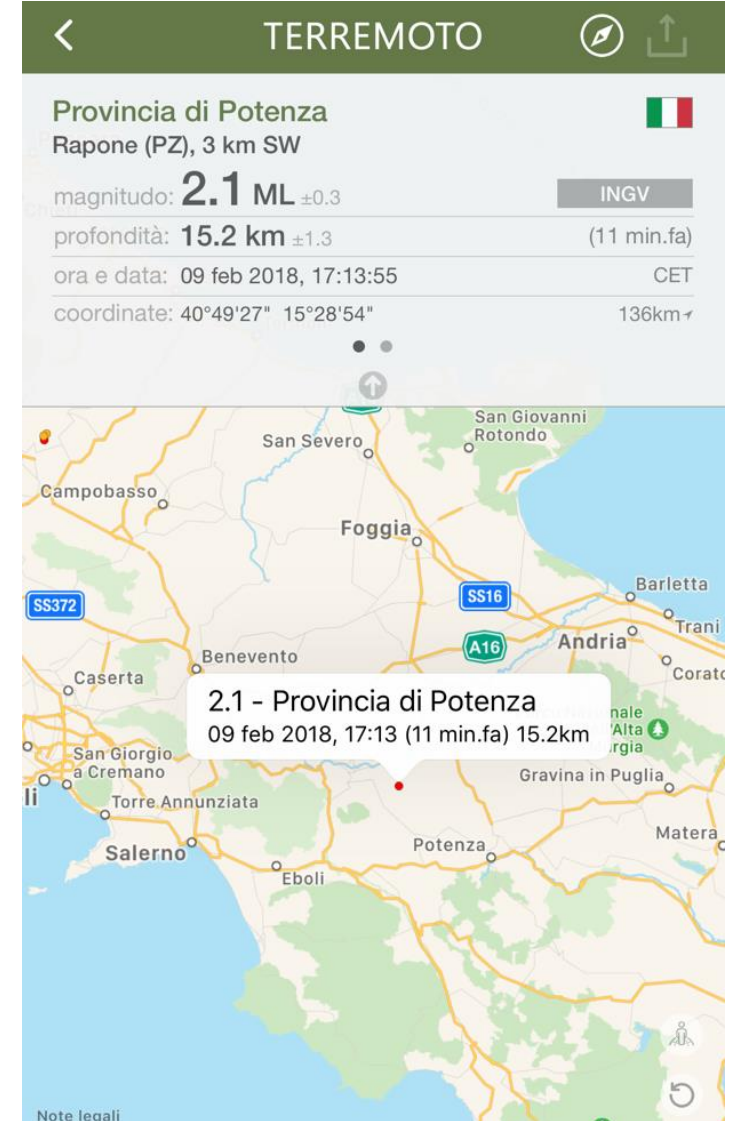 TERREMOTO
Provincia di Potenza
Rapone (PZ), 3 km SW
magnitudo: 2.1 ML ±0.3
INGV
profondità: 15.2 km ±1.3
(11 min.fa)
ora e data: 09 feb 2018, 17:13:55
CET
coordinate: 40°49'27" 15°28'54"
136km
San Giovanni
Rotondo
San Severo
Campobasso
Foggia
SS16
Barletta
SS372
Trani
A16
Andria
Benevento
Corato
Caserta
2.1 - Provincia di Potenza
09 feb 2018, 17:13 (11 min.fa) 15.2km
nale
'Alta
rgia
San Giorgio
a Cremano
Gravina in Puglia
li
Torre Annunziata
Matera
Salerno
Potenza
Eboli
Note legali